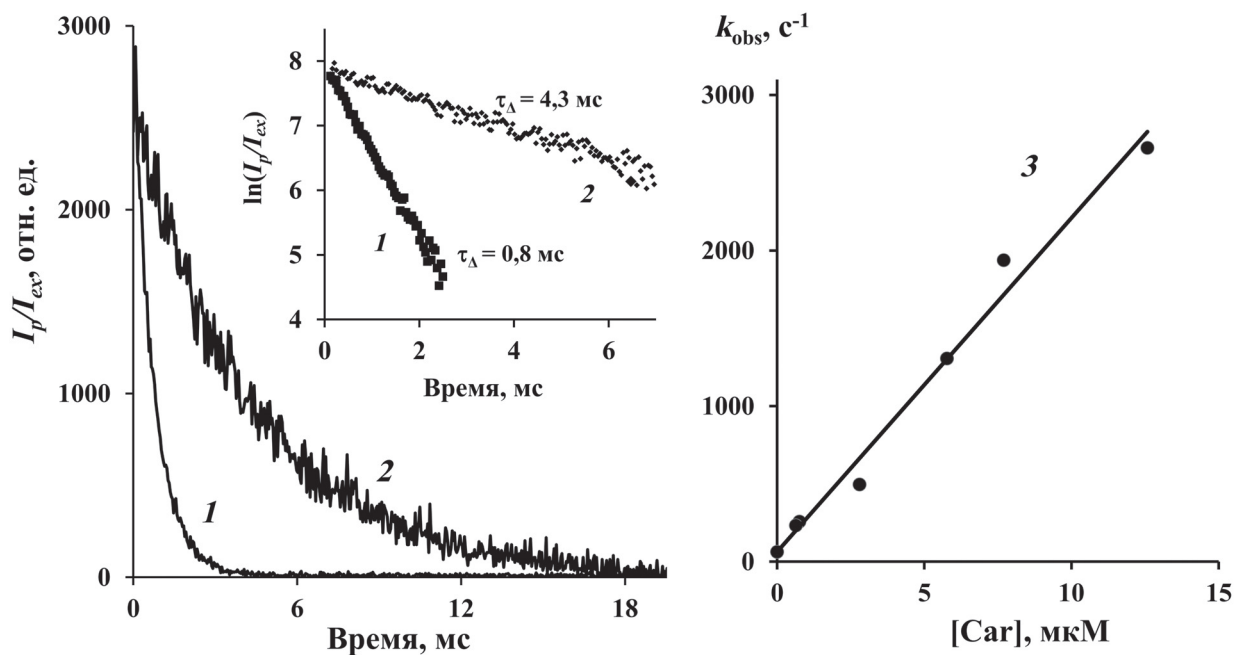 I_p/I_ex, отн. ед.
3000
2000
1000
0
0 6 12 18
Время, мс
1
2
ln(I_p/I_ex)
8
7
6
5
4
0 2 4 6
Время, мс
τ_Δ = 4,3 мс
2
1
τ_Δ = 0,8 мс
k_obs, с⁻¹
3000
2000
1000
0
0 5 10 15
[Car], мкМ
3